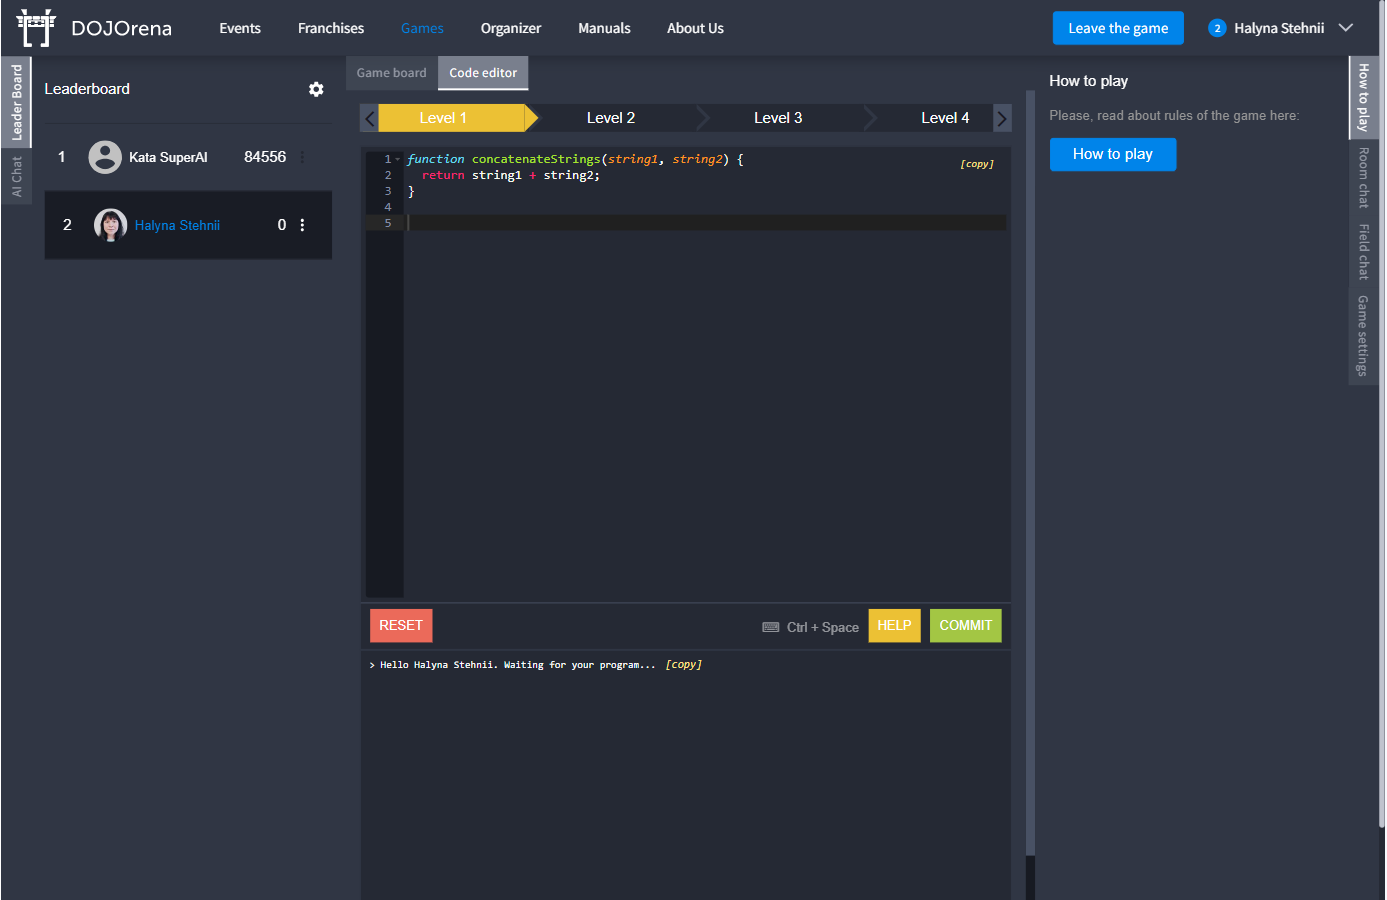 DOJOrena
Events
Franchises
Games
Organizer
Manuals
About Us
Leave the game
2
Halyna Stehnii
Leader Board
AI Chat
Leaderboard
1
Kata SuperAI
84556
2
Halyna Stehnii
0
Game board
Code editor
Level 1
Level 2
Level 3
Level 4
1 function concatenateStrings(string1, string2) {
[copy]
2 return string1 + string2;
3 }
4
5
RESET
Ctrl + Space
HELP
COMMIT
> Hello Halyna Stehnii. Waiting for your program... [copy]
How to play
Please, read about rules of the game here:
How to play
How to play
Room chat
Field chat
Game settings